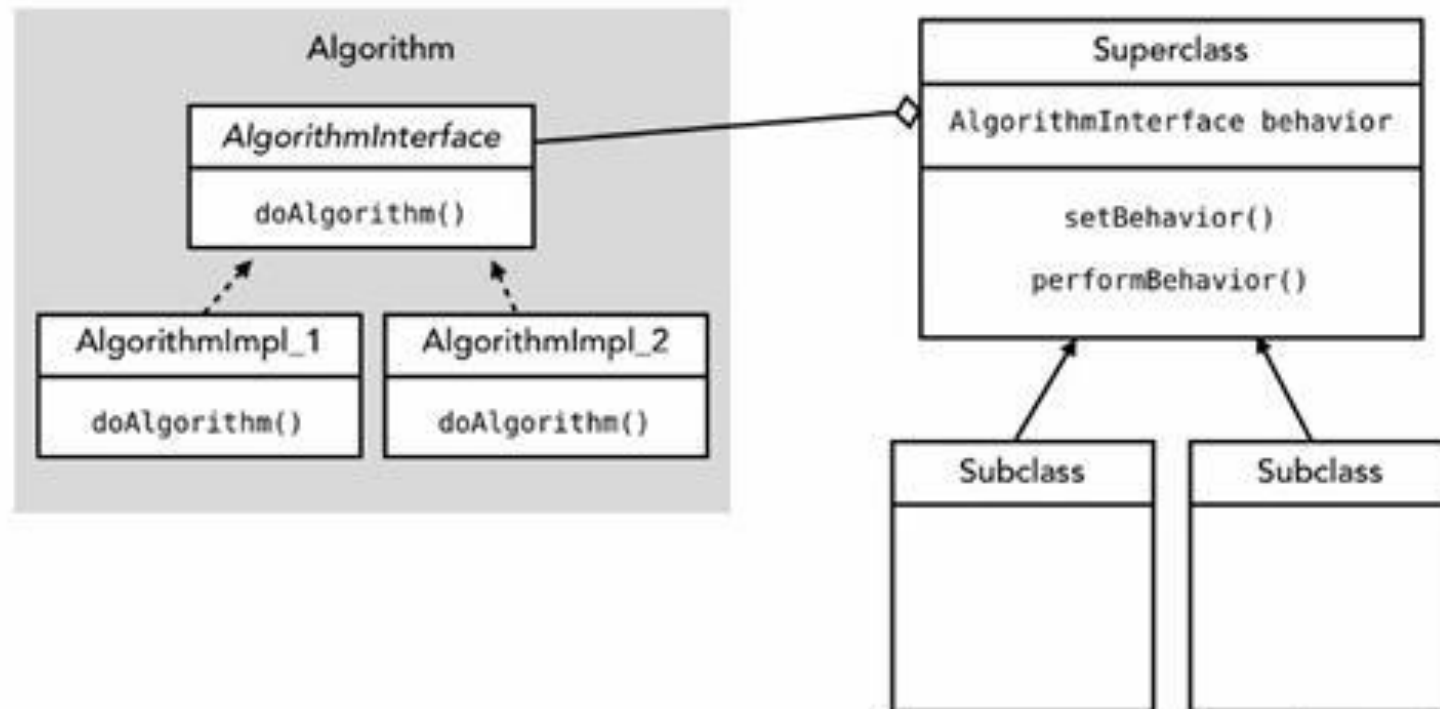 Algorithm
AlgorithmInterface
doAlgorithm()
AlgorithmImpl_1
doAlgorithm()
AlgorithmImpl_2
doAlgorithm()
Superclass
AlgorithmInterface behavior
setBehavior()
performBehavior()
Subclass
Subclass